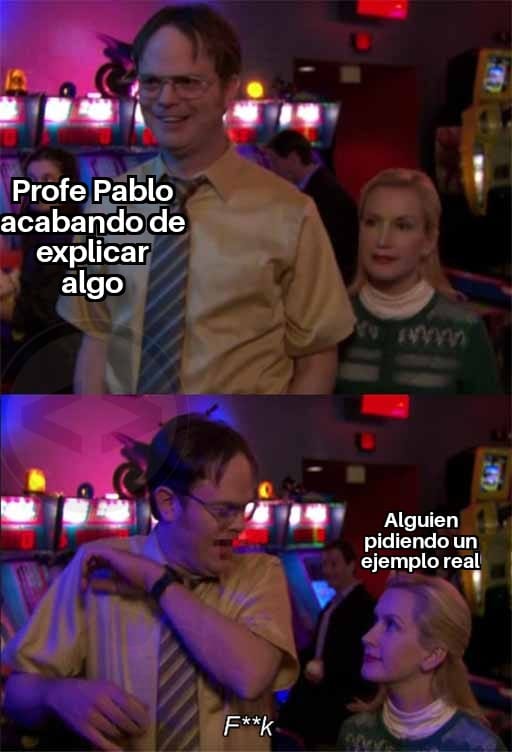 Profe Pablo
acabando de
explicar
algo
Alguien
pidiendo un
ejemplo real
F**k